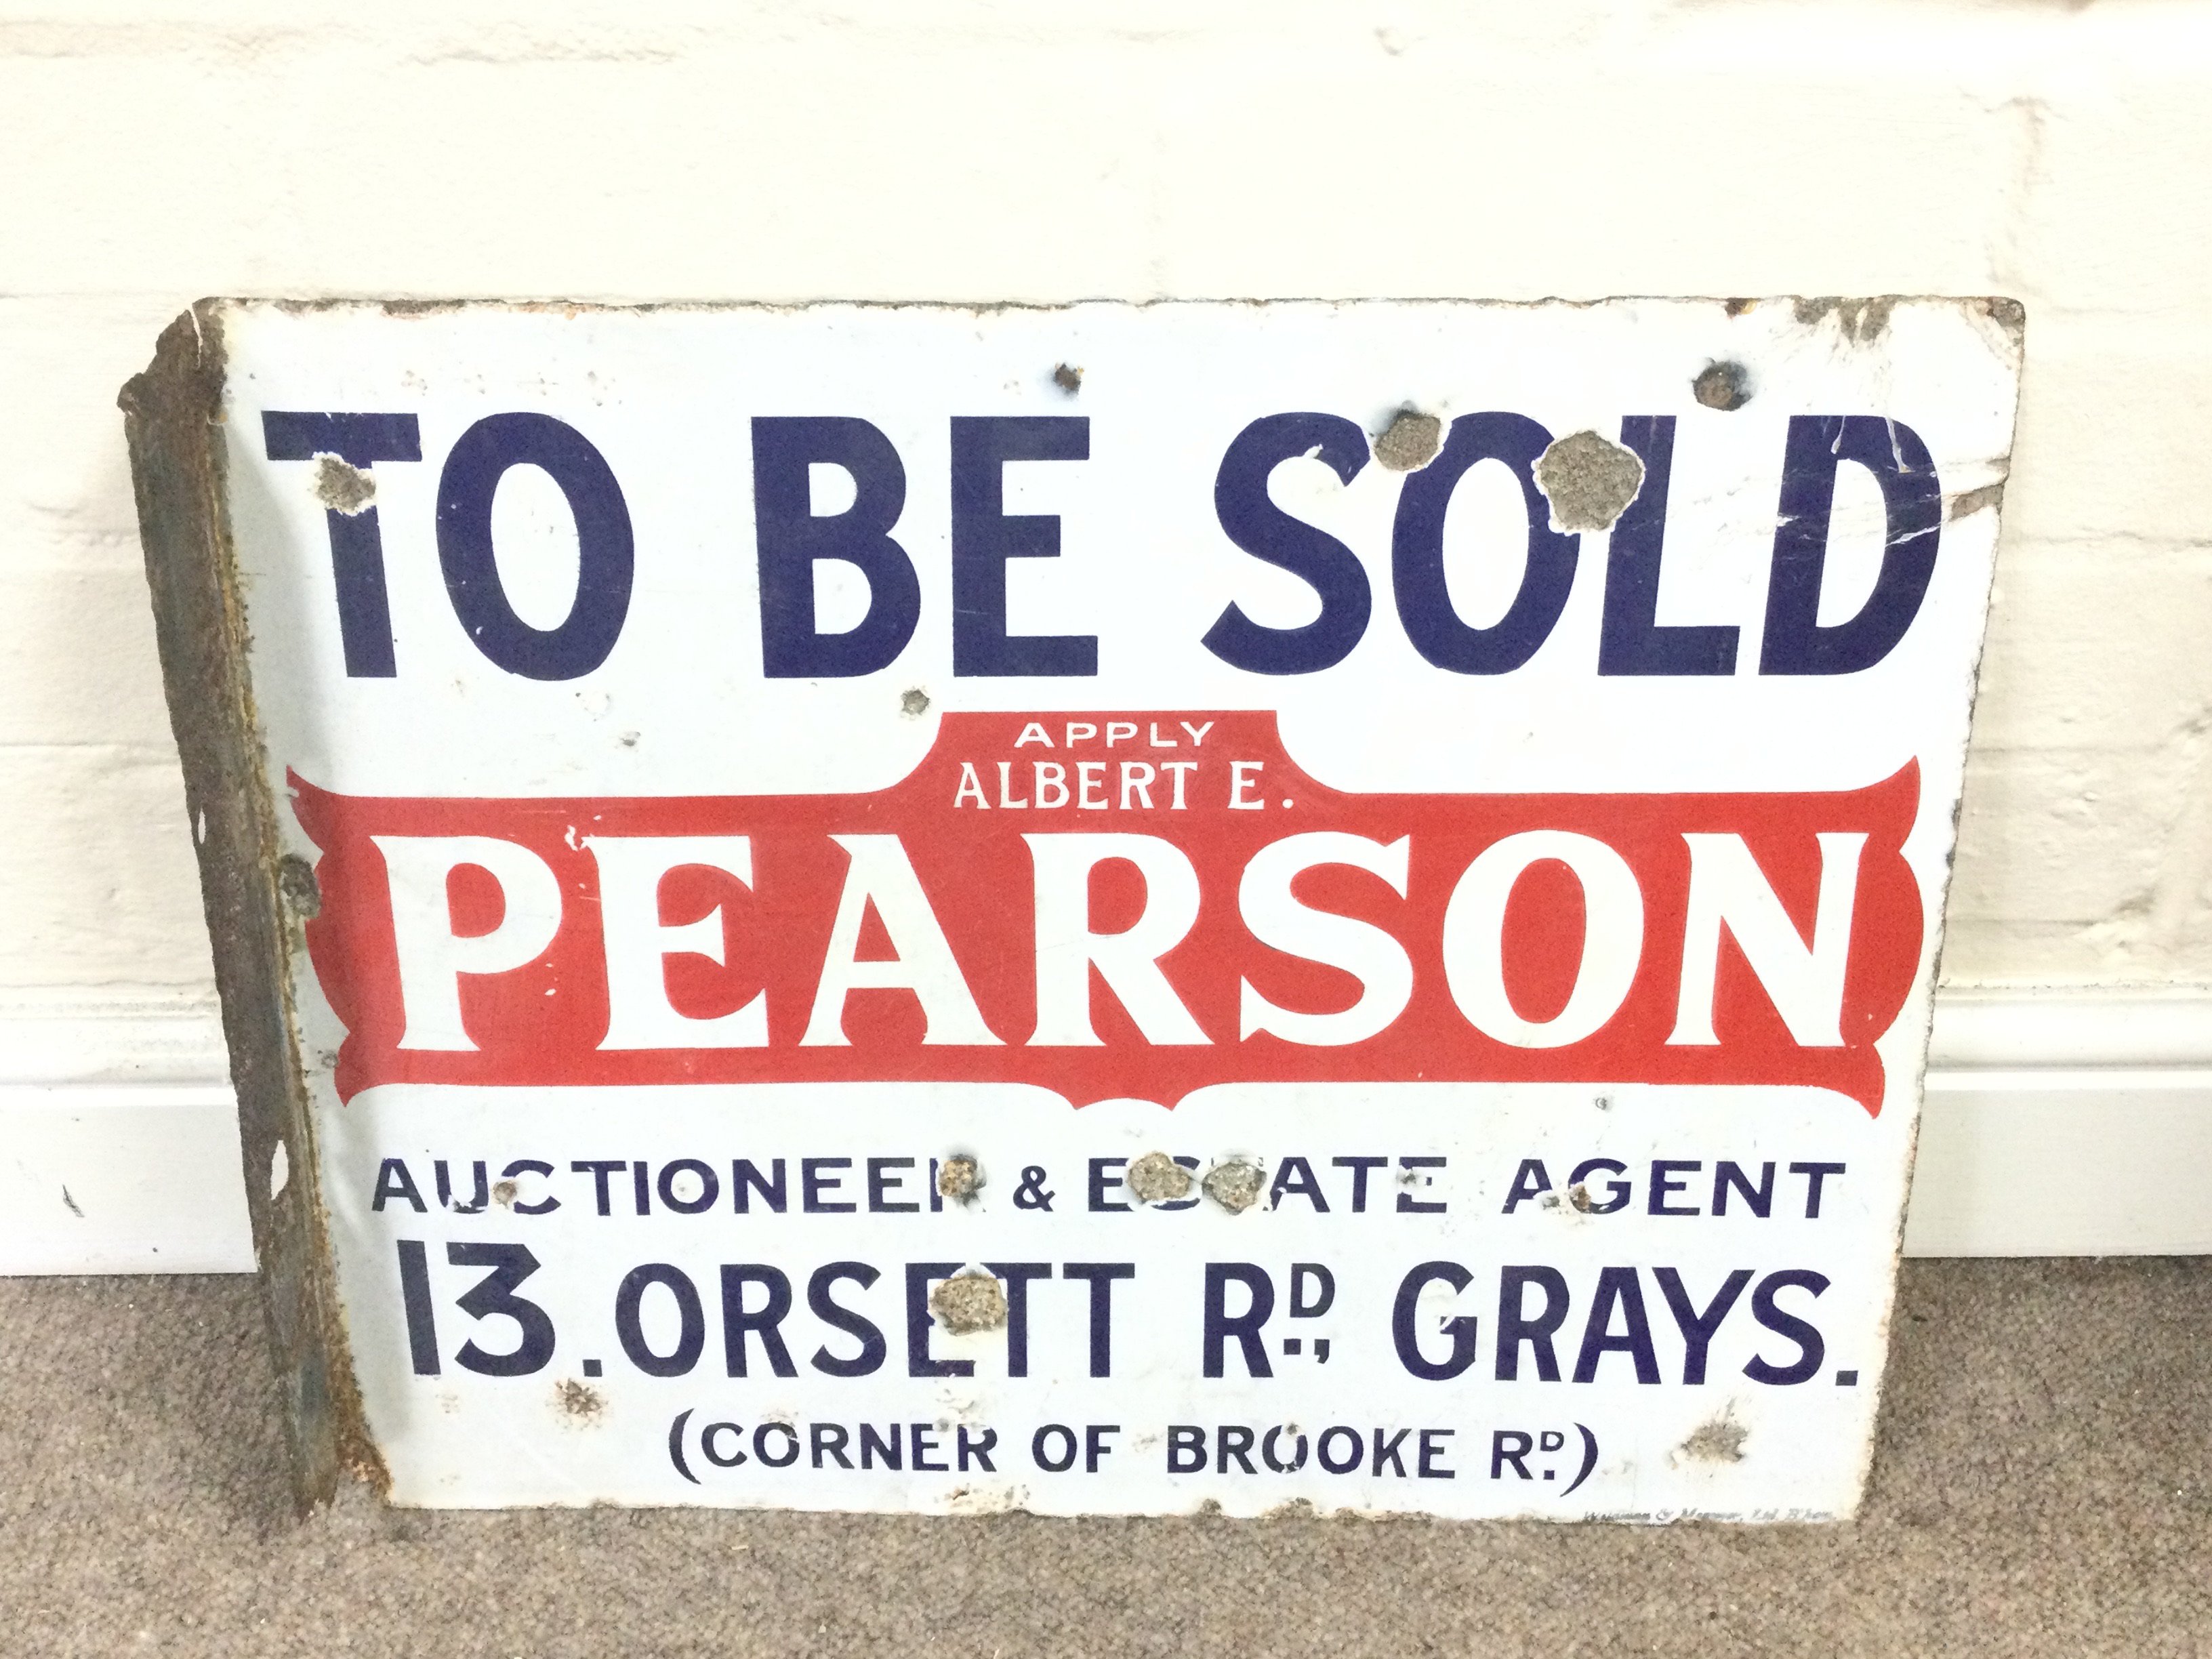 TO BE SOLD
APPLY
ALBERT E.
PEARSON
AUCTIONEER & ESTATE AGENT
13. ORSETT RD., GRAYS.
(CORNER OF BROOKE RD.)